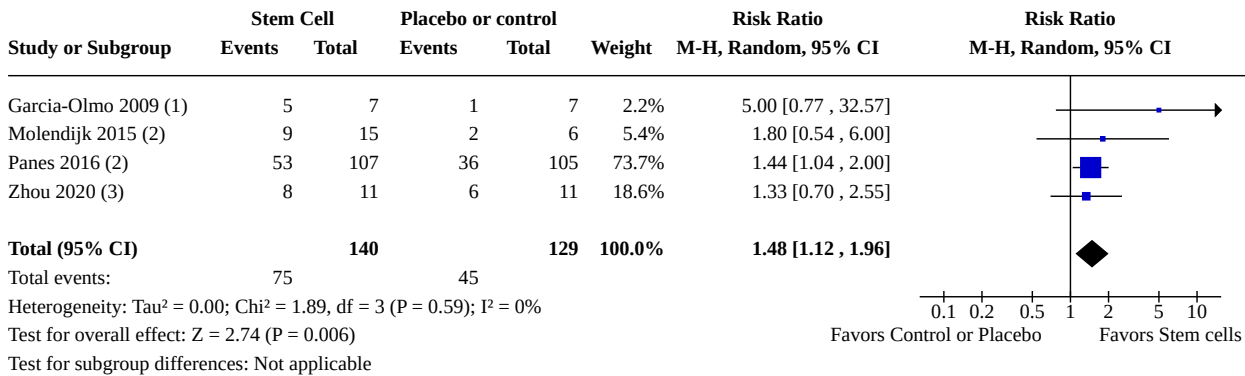 Stem Cell Placebo or control Risk Ratio Risk Ratio
Study or Subgroup Events Total Events Total Weight M-H, Random, 95% CI M-H, Random, 95% CI
Garcia-Olmo 2009 (1) 5 7 1 7 2.2% 5.00 [0.77 , 32.57]
Molendijk 2015 (2) 9 15 2 6 5.4% 1.80 [0.54 , 6.00]
Panes 2016 (2) 53 107 36 105 73.7% 1.44 [1.04 , 2.00]
Zhou 2020 (3) 8 11 6 11 18.6% 1.33 [0.70 , 2.55]
Total (95% CI) 140 129 100.0% 1.48 [1.12 , 1.96]
Total events: 75 45
Heterogeneity: Tau² = 0.00; Chi² = 1.89, df = 3 (P = 0.59); I² = 0%
0.1 0.2 0.5 1 2 5 10
Test for overall effect: Z = 2.74 (P = 0.006) Favors Control or Placebo Favors Stem cells
Test for subgroup differences: Not applicable